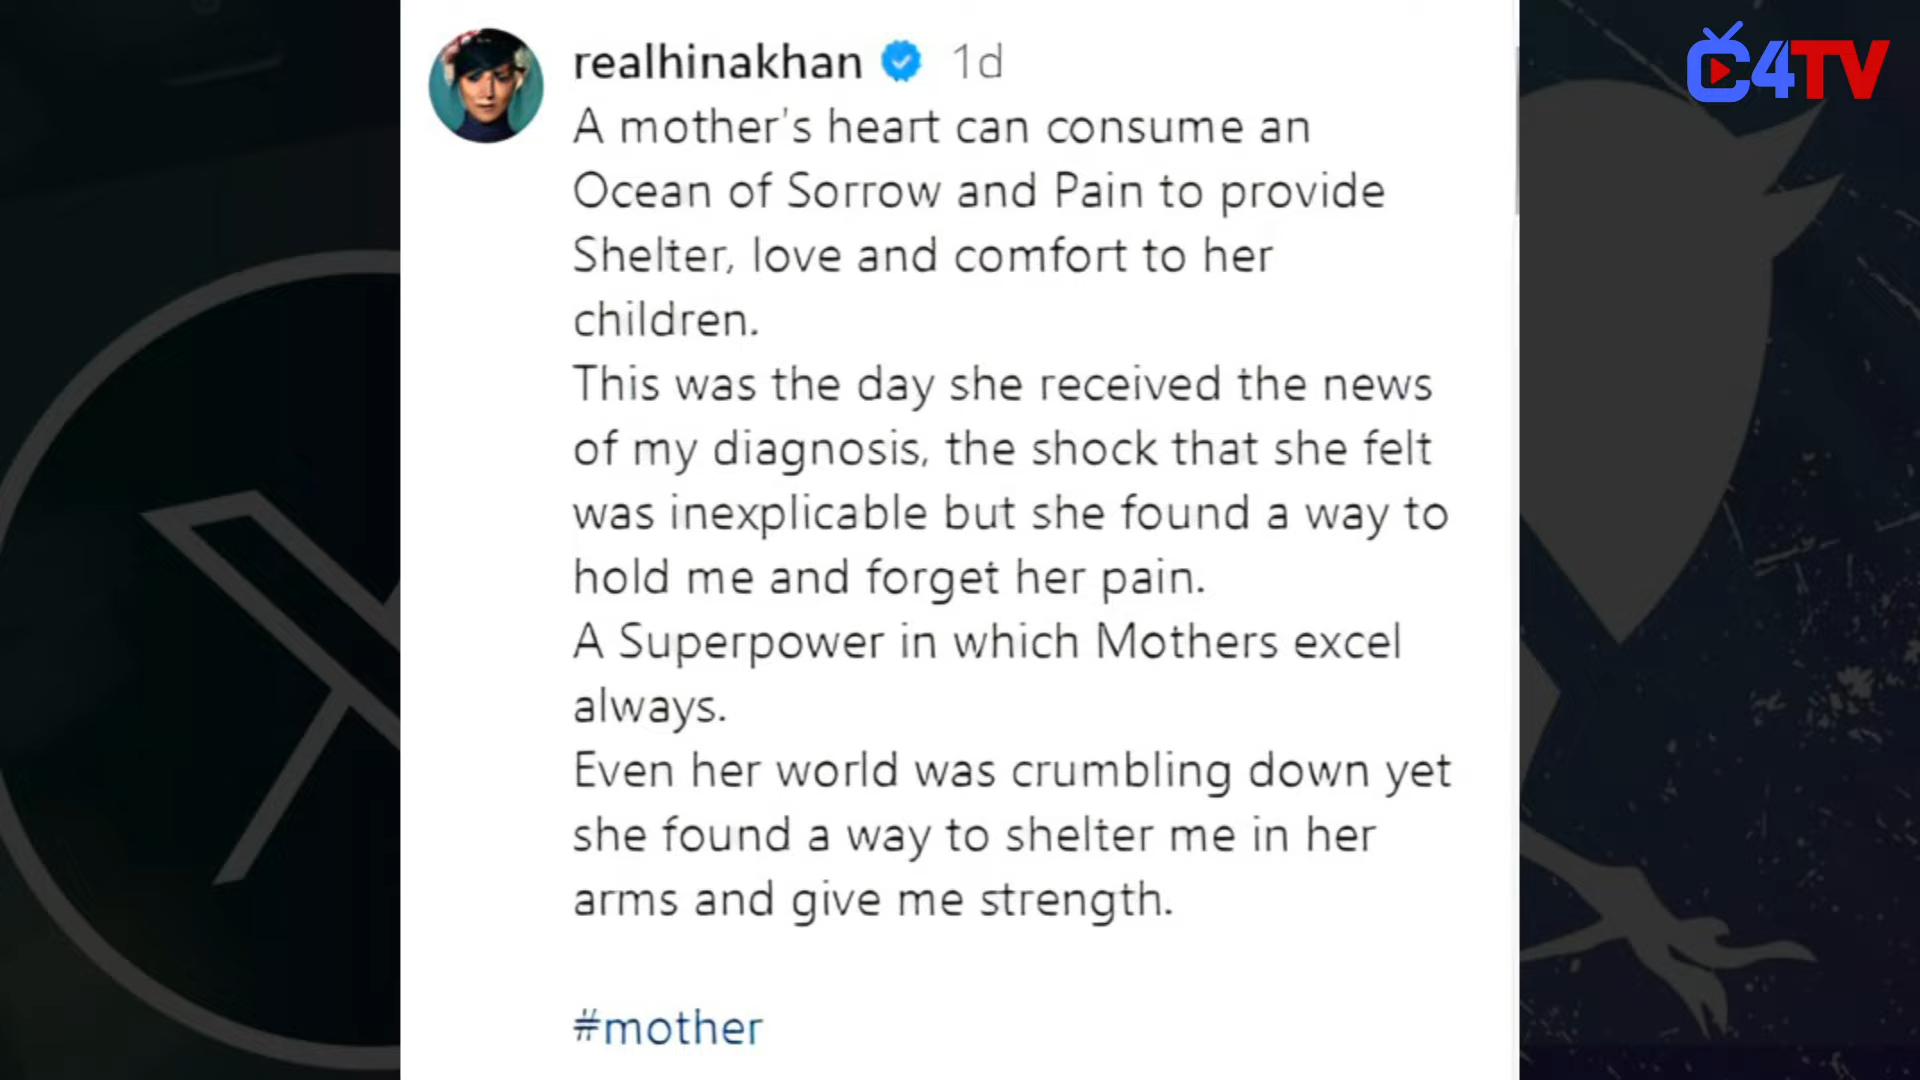 C4TV
realhinakhan 1d
A mother's heart can consume an
Ocean of Sorrow and Pain to provide
Shelter, love and comfort to her
children.
This was the day she received the news
of my diagnosis, the shock that she felt
was inexplicable but she found a way to
hold me and forget her pain.
A Superpower in which Mothers excel
always.
Even her world was crumbling down yet
she found a way to shelter me in her
arms and give me strength.
#mother